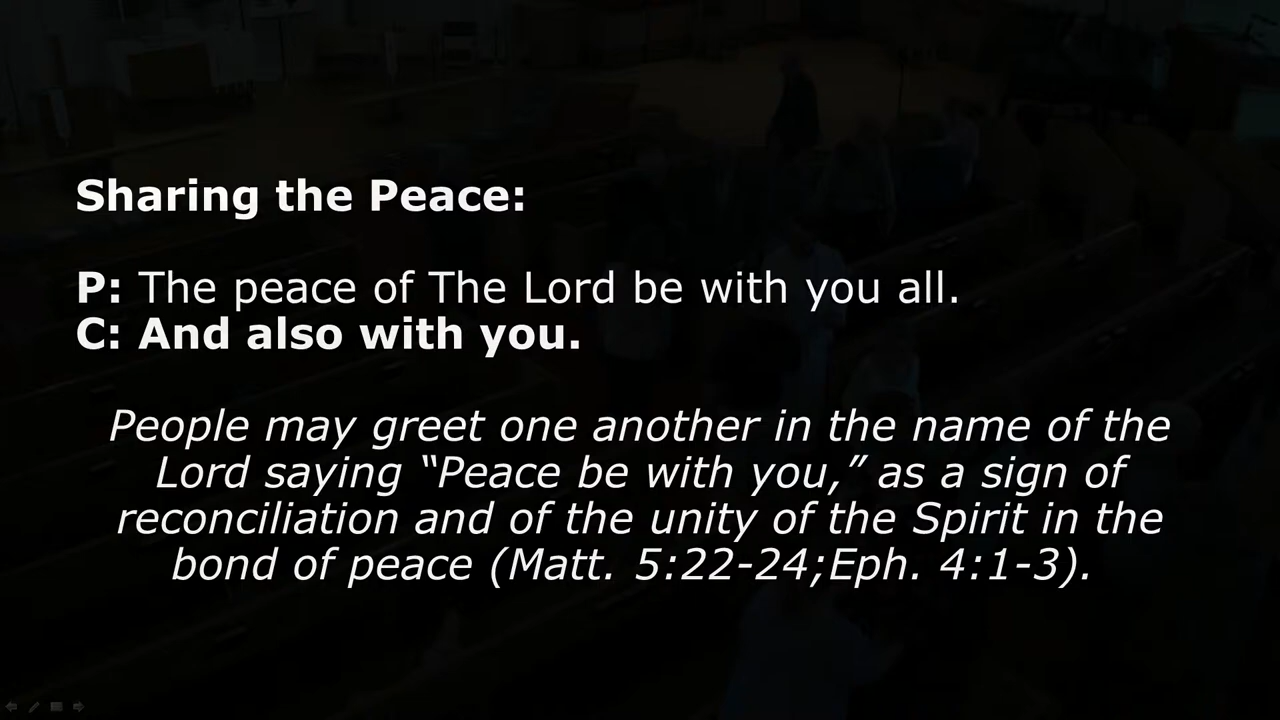 Sharing the Peace:
P: The peace of The Lord be with you all.
C: And also with you.
People may greet one another in the name of the
Lord saying “Peace be with you,” as a sign of
reconciliation and of the unity of the Spirit in the
bond of peace (Matt. 5:22-24;Eph. 4:1-3).